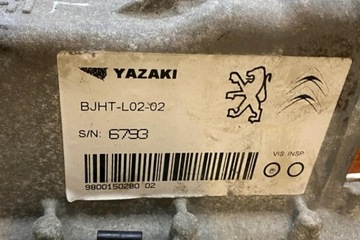 YAZAKI
BJHT-L02-02
S/N: 6793
VIS INSP
9800150280 02